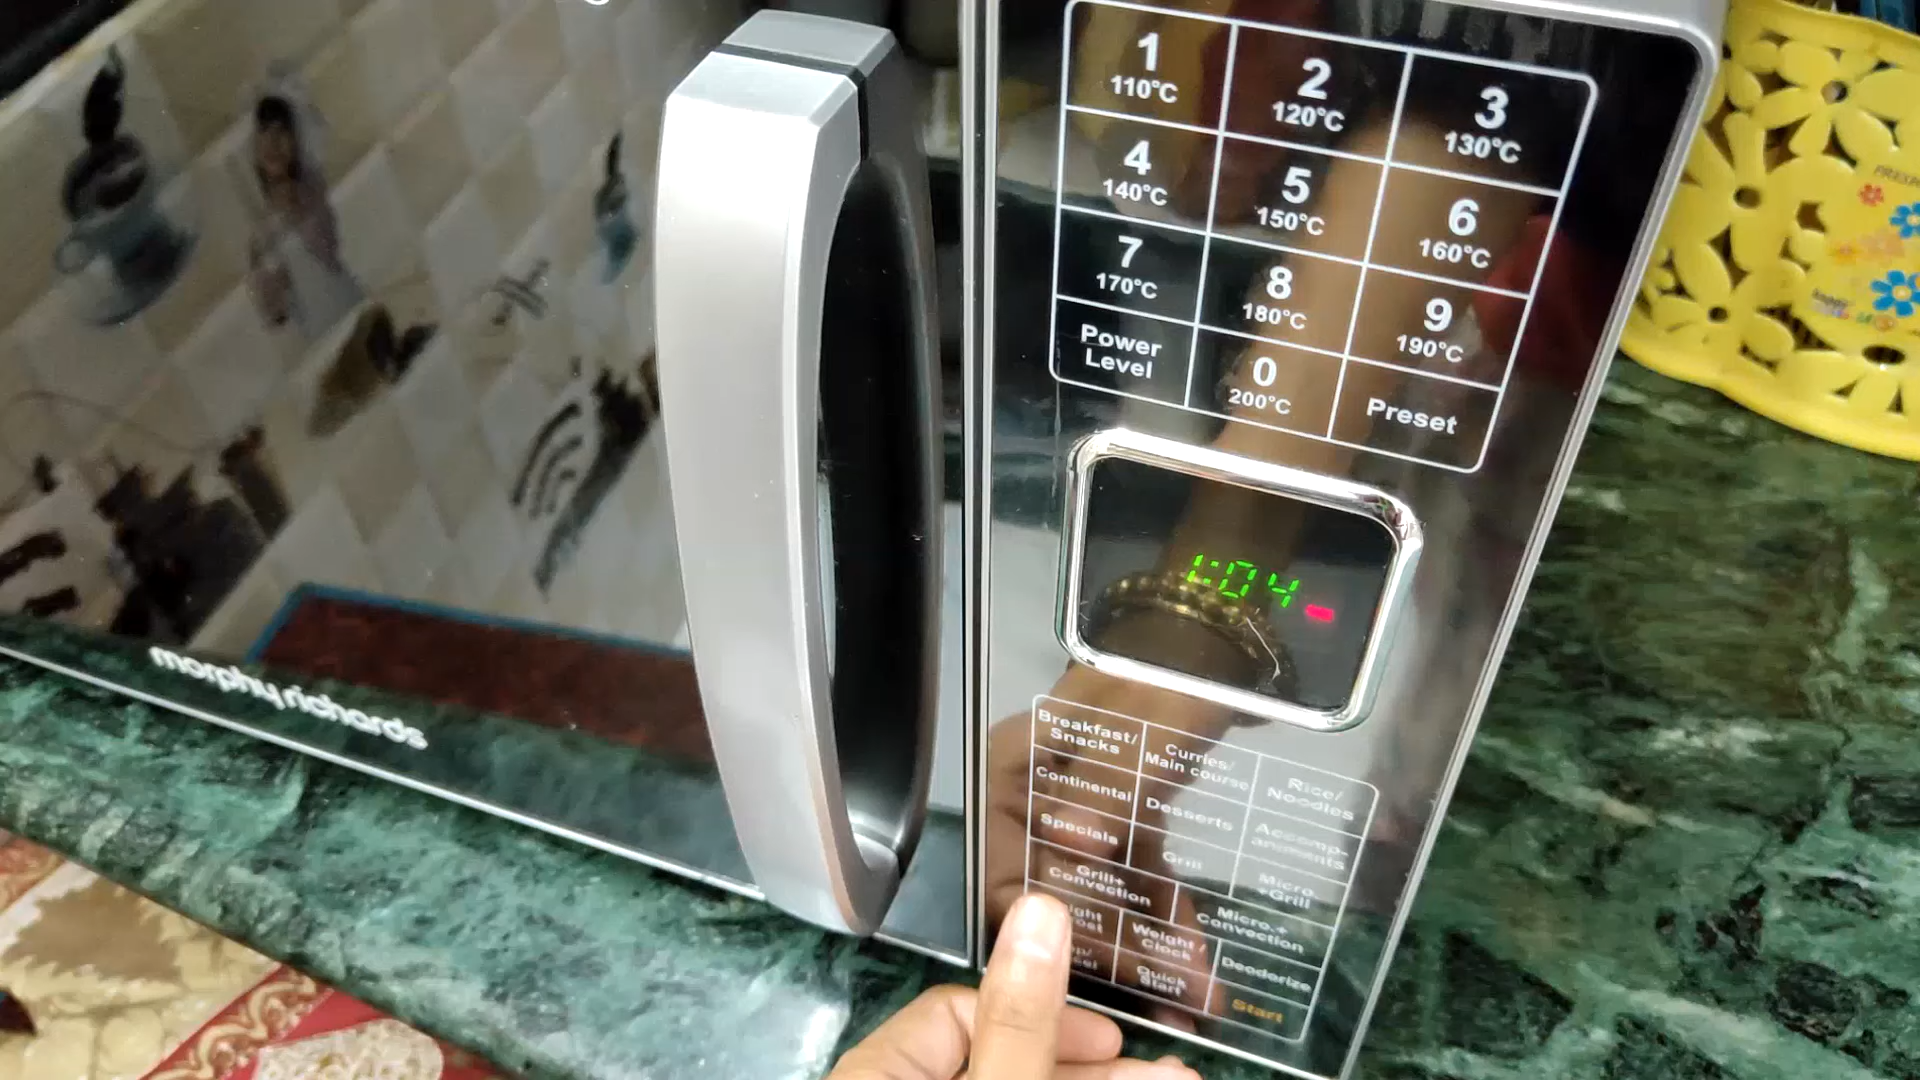 1
110°C
2
120°C
3
130°C
4
140°C
5
150°C
6
160°C
7
170°C
8
180°C
9
190°C
Power
Level
0
200°C
Preset
1:04
Breakfast/
Snacks
Curries/
Main course
Rice/
Noodles
Continental
Desserts
Accomp-
animents
Specials
Grill
Micro.
+Grill
Grill+
Convection
Micro.+
Convection
Weight /
Clock
Deodorize
Quick
Start
Start
morphy richards